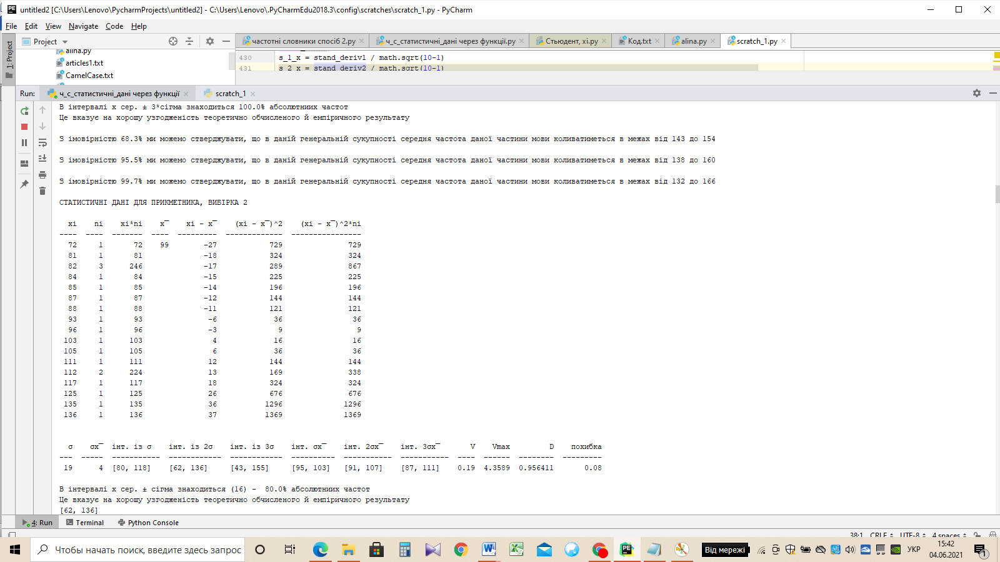 untitled2 [C:\Users\Lenovo\PycharmProjects\untitled2] - C:\Users\Lenovo\.PyCharmEdu2018.3\config\scratches\scratch_1.py - PyCharm
File Edit View Navigate Code Help
1: Project
Project
alina.py
articles1.txt
CamelCase.txt
частотні словники спосіб 2.py
ч_с_статистичні_дані через функції.py
Стьюдент, хі.py
Код.txt
alina.py
scratch_1.py
430 s_1_x = stand_deriv1 / math.sqrt(10-1)
431 s_2_x = stand_deriv2 / math.sqrt(10-1)
Run: ч_с_статистичні_дані через функції scratch_1
В інтервалі x сер. ± 3*сігма знаходиться 100.0% абсолютниих частот
Це вказує на хорошу узгодженість теоретично обчисленого й емпіричного результату
З імовірністю 68.3% ми можемо стверджувати, що в даній генеральній сукупності середня частота даної частини мови коливатиметься в межах від 143 до 154
З імовірністю 95.5% ми можемо стверджувати, що в даній генеральній сукупності середня частота даної частини мови коливатиметься в межах від 138 до 160
З імовірністю 99.7% ми можемо стверджувати, що в даній генеральній сукупності середня частота даної частини мови коливатиметься в межах від 132 до 166
СТАТИСТИЧНІ ДАНІ ДЛЯ ПРИКМЕТНИКА, ВИБІРКА 2
xi ni xi*ni x¯ xi - x¯ (xi - x¯)^2 (xi - x¯)^2*ni
---- ---- ------- ---- --------- ------------- ----------------
72 1 72 99 -27 729 729
81 1 81 -18 324 324
82 3 246 -17 289 867
84 1 84 -15 225 225
85 1 85 -14 196 196
87 1 87 -12 144 144
88 1 88 -11 121 121
93 1 93 -6 36 36
96 1 96 -3 9 9
103 1 103 4 16 16
105 1 105 6 36 36
111 1 111 12 144 144
112 2 224 13 169 338
117 1 117 18 324 324
125 1 125 26 676 676
135 1 135 36 1296 1296
136 1 136 37 1369 1369
σ σx¯ інт. із σ інт. із 2σ інт. із 3σ інт. σx¯ інт. 2σx¯ інт. 3σx¯ V Vmax D похибка
--- ----- ----------- ------------ ------------ ---------- ----------- ----------- ---- ------ -------- ---------
19 4 [80, 118] [62, 136] [43, 155] [95, 103] [91, 107] [87, 111] 0.19 4.3589 0.956411 0.08
В інтервалі x сер. ± сігма знаходиться (16) - 80.0% абсолютниих частот
Це вказує на хорошу узгодженість теоретично обчисленого й емпіричного результату
[62, 136]
4: Run Terminal Python Console
38:1 CRLF UTF-8 4 spaces
Чтобы начать поиск, введите здесь запрос
Від мережі
УКР
15:42
04.06.2021
1